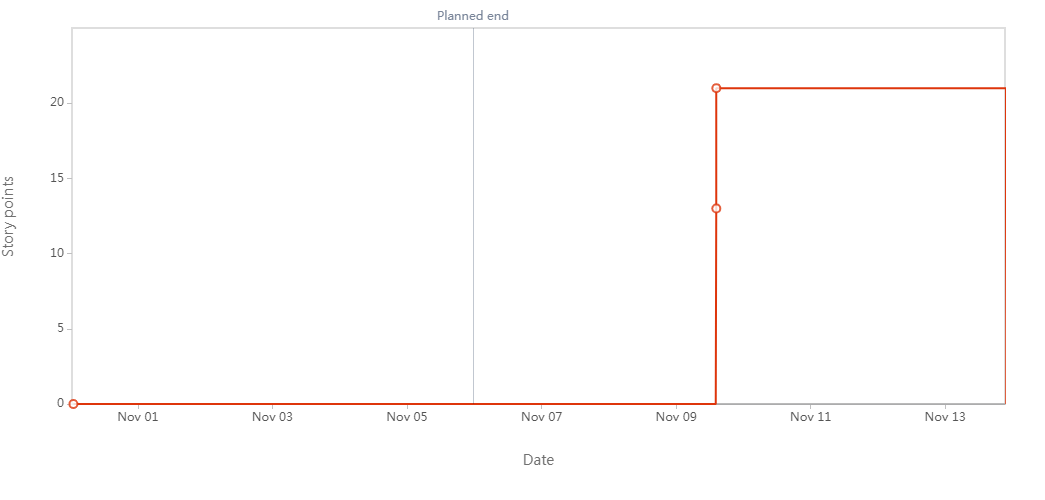 Planned end
20
15
10
5
0
Story points
Nov 01
Nov 03
Nov 05
Nov 07
Nov 09
Nov 11
Nov 13
Date